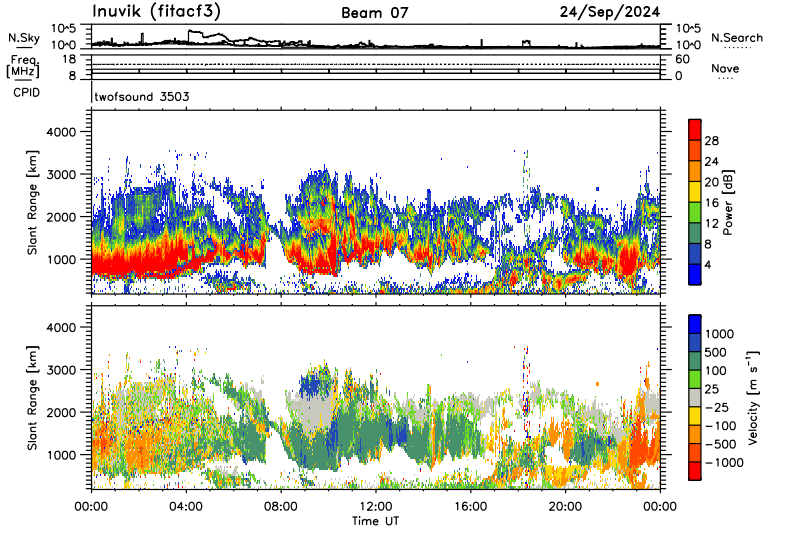 Inuvik (fitacf3) Beam 07 24/Sep/2024
N.Sky 10^5 10^0 10^5 10^0 N.Search
Freq. [MHz] 18 8 60 0 Nave
CPID twofsound 3503
Slant Range [km] 4000 3000 2000 1000
28 24 20 16 12 8 4 Power [dB]
Slant Range [km] 4000 3000 2000 1000
1000 500 100 25 −25 −100 −500 −1000 Velocity [m s⁻¹]
00:00 04:00 08:00 12:00 16:00 20:00 00:00
Time UT